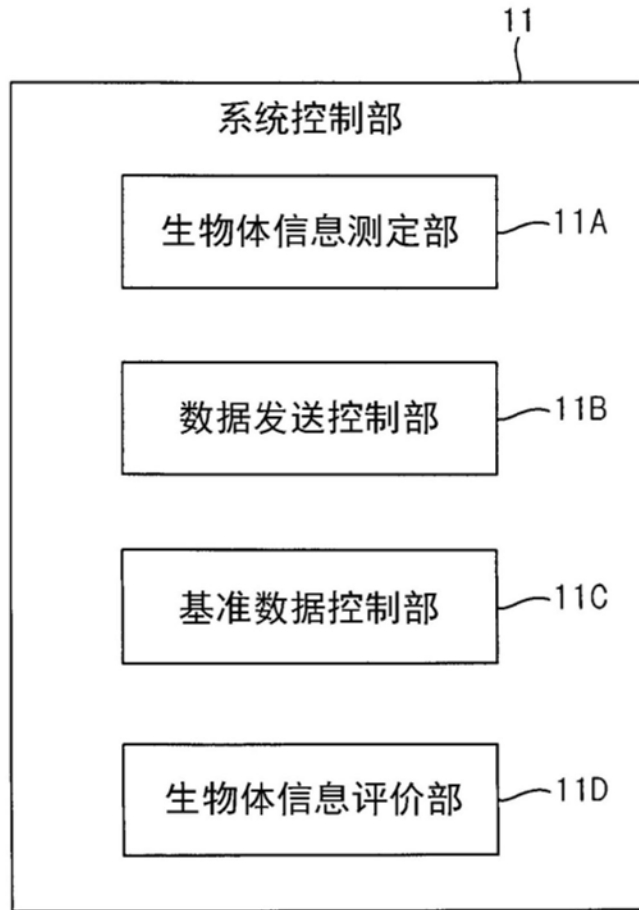 11
系统控制部
生物体信息测定部
11A
数据发送控制部
11B
基准数据控制部
11C
生物体信息评价部
11D